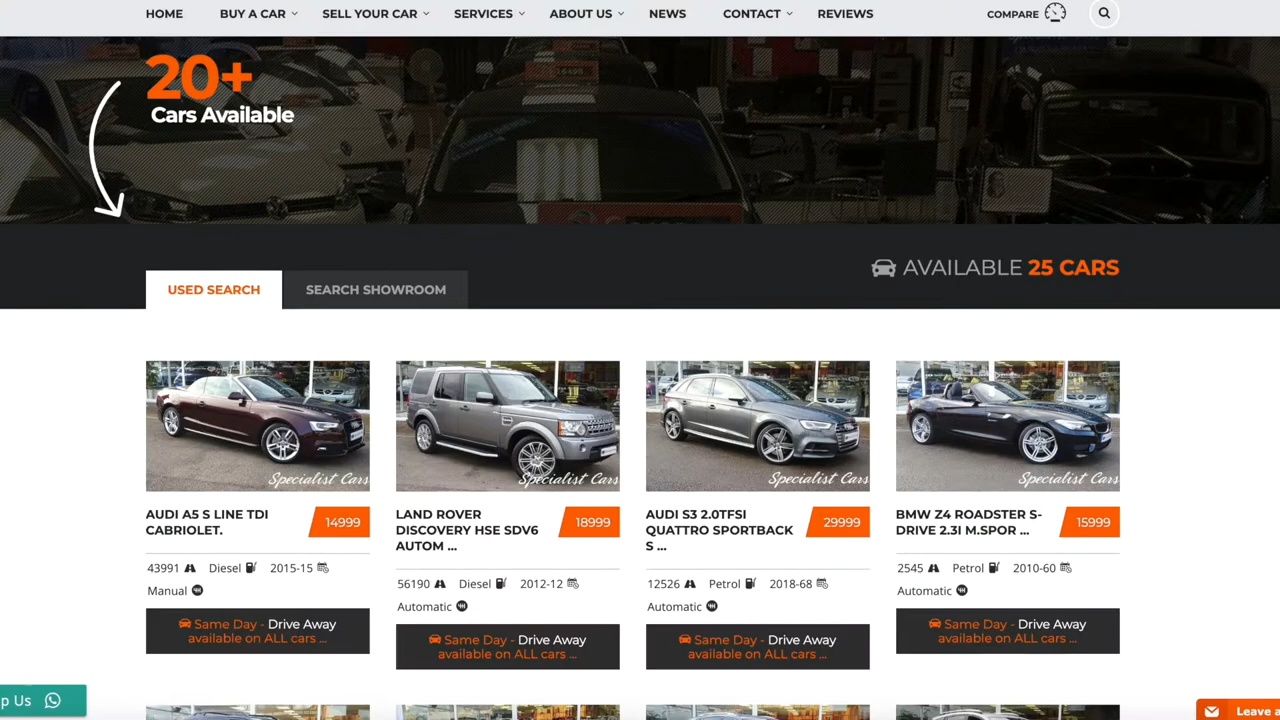 HOME BUY A CAR SELL YOUR CAR SERVICES ABOUT US NEWS CONTACT REVIEWS COMPARE
20+
Cars Available
AVAILABLE 25 CARS
USED SEARCH SEARCH SHOWROOM
Specialist Cars
Specialist Cars
Specialist Cars
Specialist Cars
AUDI A5 S LINE TDI
CABRIOLET.
14999
43991 Diesel 2015-15
Manual
Same Day - Drive Away
available on ALL cars ...
LAND ROVER
DISCOVERY HSE SDV6
AUTOM ...
18999
56190 Diesel 2012-12
Automatic
Same Day - Drive Away
available on ALL cars ...
AUDI S3 2.0TFSI
QUATTRO SPORTBACK
S ...
29999
12526 Petrol 2018-68
Automatic
Same Day - Drive Away
available on ALL cars ...
BMW Z4 ROADSTER S-
DRIVE 2.3I M.SPOR ...
15999
2545 Petrol 2010-60
Automatic
Same Day - Drive Away
available on ALL cars ...
p Us
Leave a